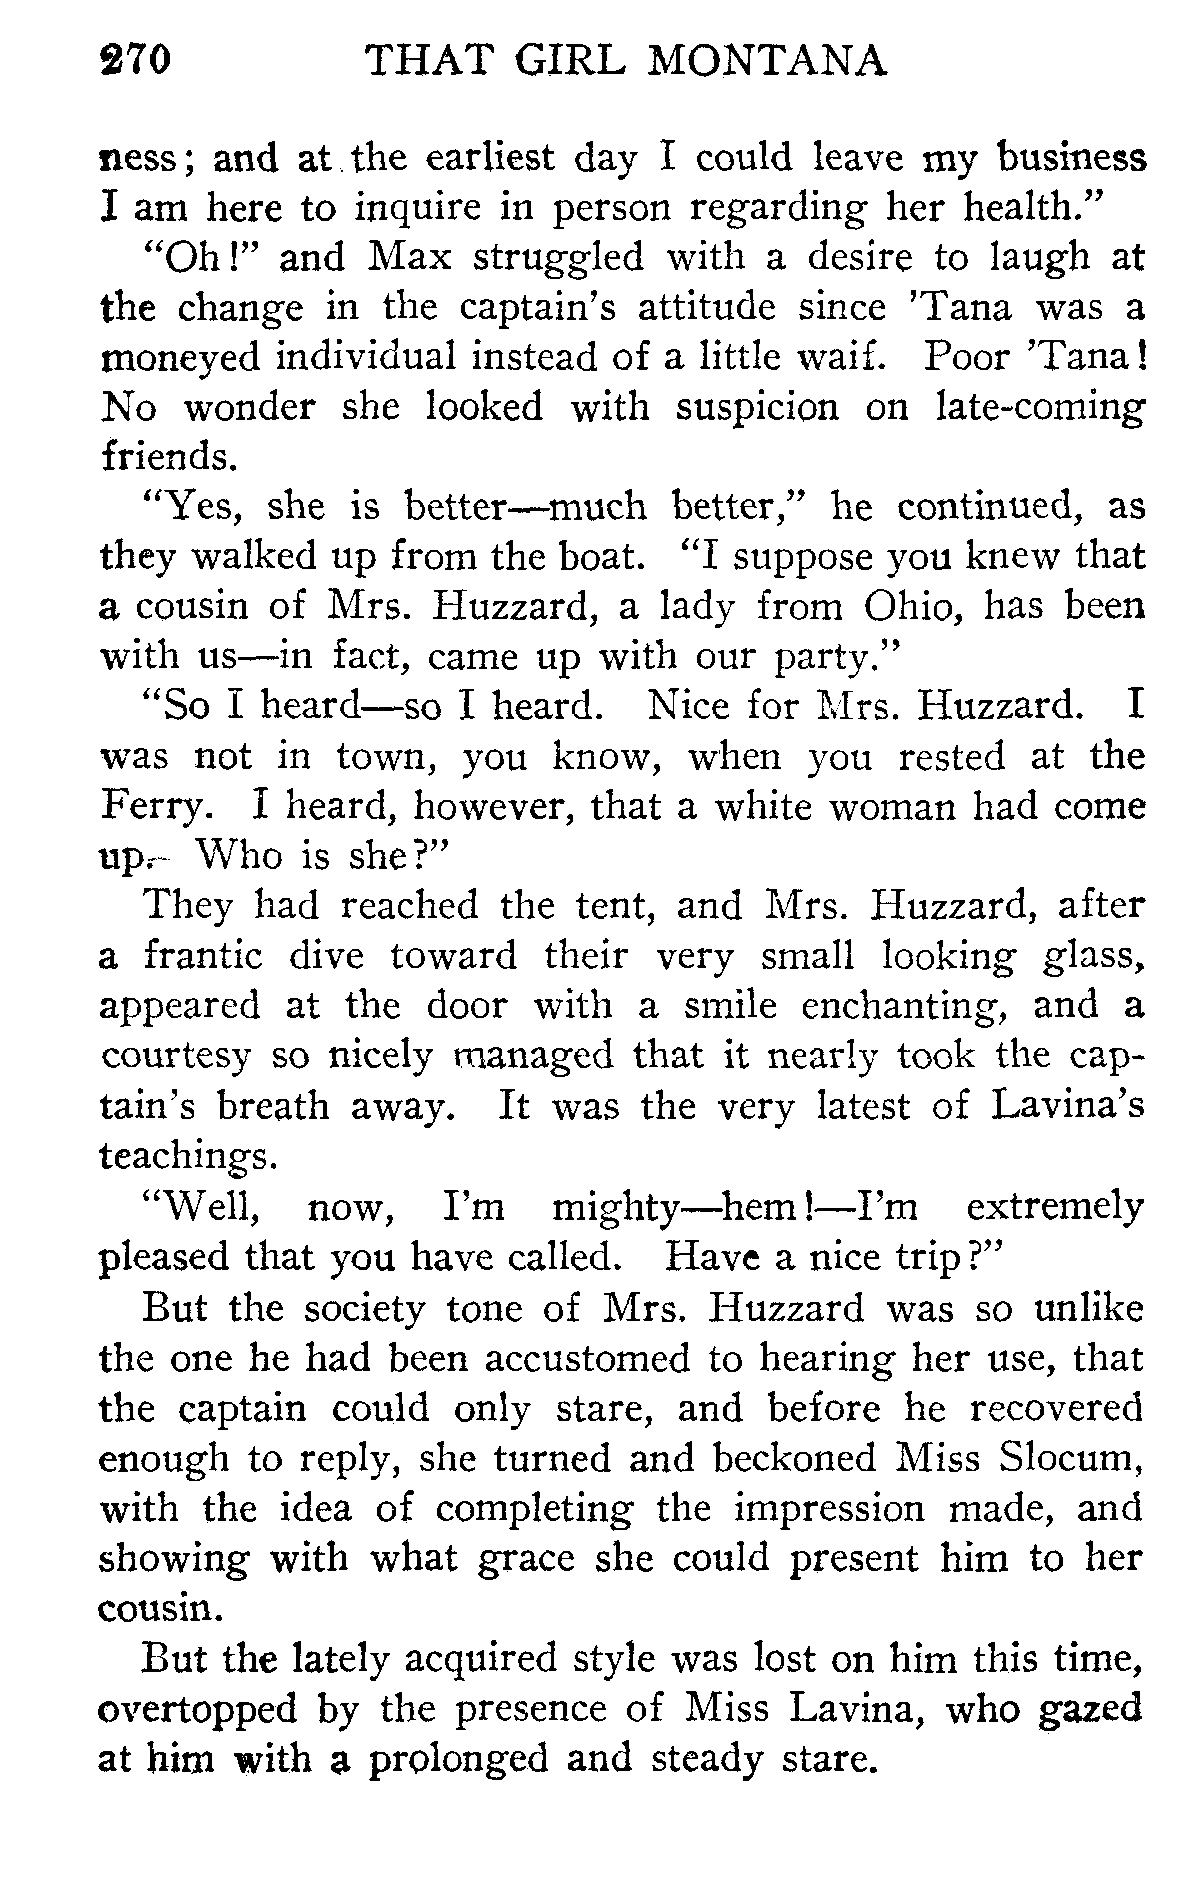 270 THAT GIRL MONTANA
ness; and at the earliest day I could leave my business
I am here to inquire in person regarding her health.”
“Oh!” and Max struggled with a desire to laugh at
the change in the captain’s attitude since ’Tana was a
moneyed individual instead of a little waif. Poor ’Tana!
No wonder she looked with suspicion on late-coming
friends.
“Yes, she is better—much better,” he continued, as
they walked up from the boat. “I suppose you knew that
a cousin of Mrs. Huzzard, a lady from Ohio, has been
with us—in fact, came up with our party.”
“So I heard—so I heard. Nice for Mrs. Huzzard. I
was not in town, you know, when you rested at the
Ferry. I heard, however, that a white woman had come
up. Who is she?”
They had reached the tent, and Mrs. Huzzard, after
a frantic dive toward their very small looking glass,
appeared at the door with a smile enchanting, and a
courtesy so nicely managed that it nearly took the cap-
tain’s breath away. It was the very latest of Lavina’s
teachings.
“Well, now, I’m mighty—hem!—I’m extremely
pleased that you have called. Have a nice trip?”
But the society tone of Mrs. Huzzard was so unlike
the one he had been accustomed to hearing her use, that
the captain could only stare, and before he recovered
enough to reply, she turned and beckoned Miss Slocum,
with the idea of completing the impression made, and
showing with what grace she could present him to her
cousin.
But the lately acquired style was lost on him this time,
overtopped by the presence of Miss Lavina, who gazed
at him with a prolonged and steady stare.